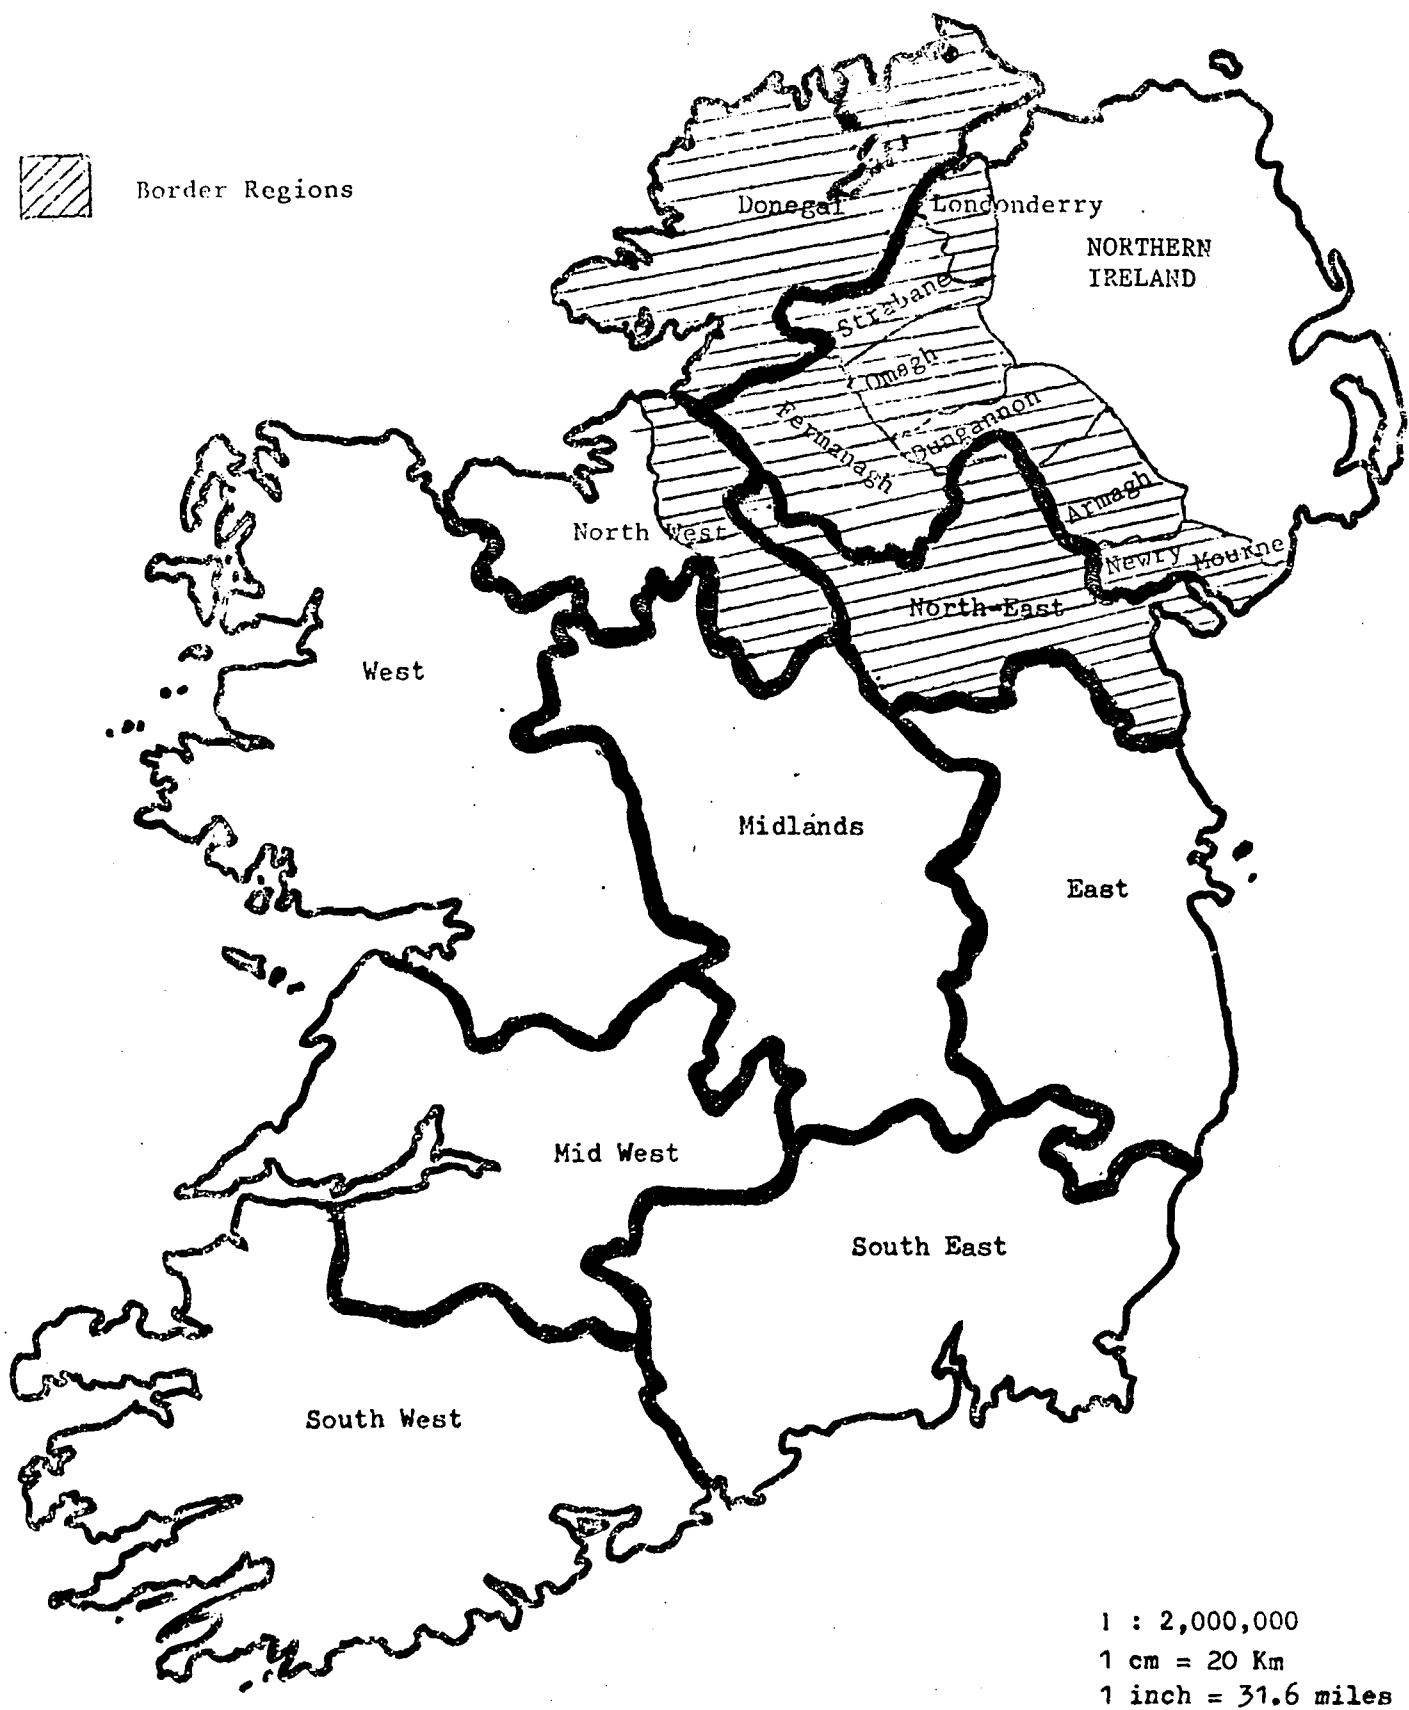 Border Regions
Donegal
Londonderry
NORTHERN
IRELAND
Strabane
Omagh
Fermanagh
Dungannon
Armagh
North West
Newry Mourne
North-East
West
Midlands
East
Mid West
South East
South West
1 : 2,000,000
1 cm = 20 Km
1 inch = 31.6 miles